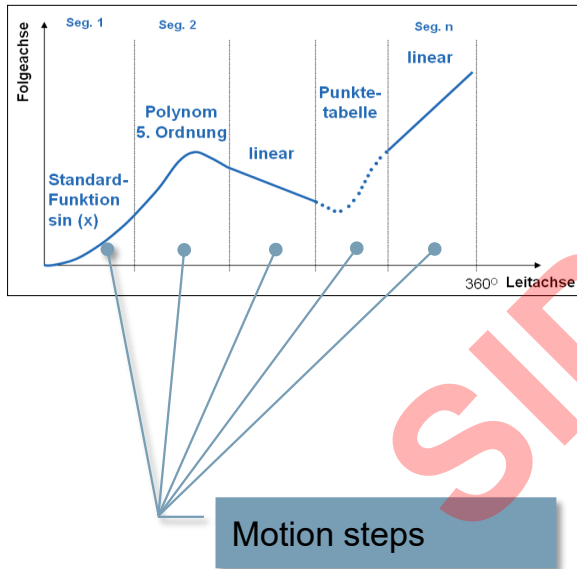 Seg. 1
Seg. 2
Seg. n
Folgeachse
linear
Punkte-
tabelle
Polynom
5. Ordnung
linear
Standard-
Funktion
sin (x)
360° Leitachse
Motion steps